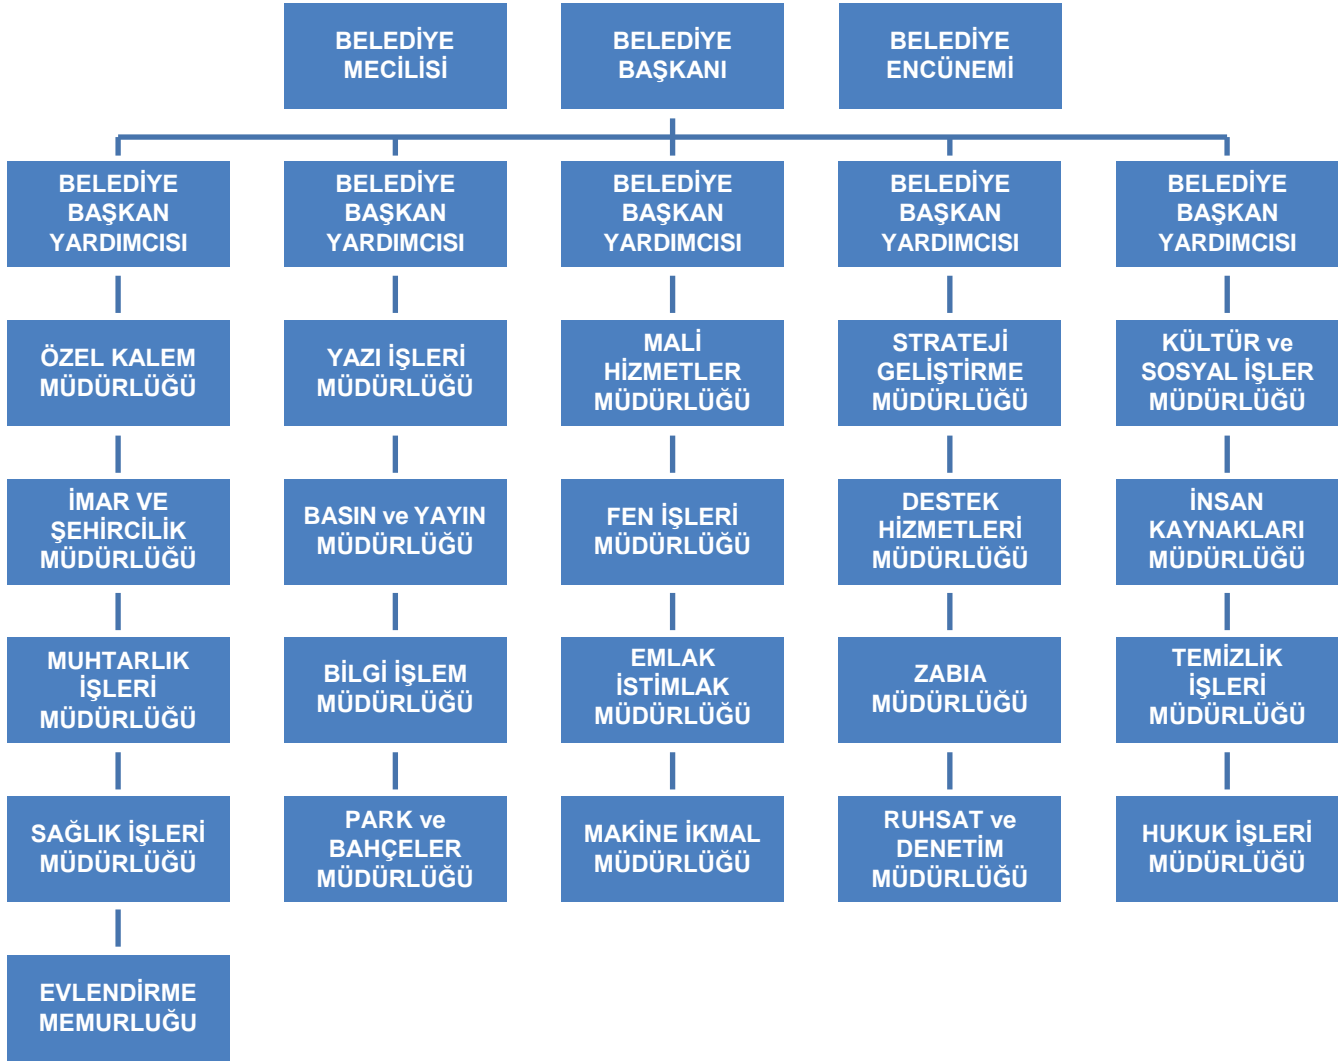 BELEDİYE
MECİLİSİ
BELEDİYE
BAŞKANI
BELEDİYE
ENCÜNEMİ
BELEDİYE
BAŞKAN
YARDIMCISI
BELEDİYE
BAŞKAN
YARDIMCISI
BELEDİYE
BAŞKAN
YARDIMCISI
BELEDİYE
BAŞKAN
YARDIMCISI
BELEDİYE
BAŞKAN
YARDIMCISI
ÖZEL KALEM
MÜDÜRLÜĞÜ
YAZI İŞLERİ
MÜDÜRLÜĞÜ
MALİ
HİZMETLER
MÜDÜRLÜĞÜ
STRATEJİ
GELİŞTİRME
MÜDÜRLÜĞÜ
KÜLTÜR ve
SOSYAL İŞLER
MÜDÜRLÜĞÜ
İMAR VE
ŞEHİRCİLİK
MÜDÜRLÜĞÜ
BASIN ve YAYIN
MÜDÜRLÜĞÜ
FEN İŞLERİ
MÜDÜRLÜĞÜ
DESTEK
HİZMETLERİ
MÜDÜRLÜĞÜ
İNSAN
KAYNAKLARI
MÜDÜRLÜĞÜ
MUHTARLIK
İŞLERİ
MÜDÜRLÜĞÜ
BİLGİ İŞLEM
MÜDÜRLÜĞÜ
EMLAK
İSTİMLAK
MÜDÜRLÜĞÜ
ZABIA
MÜDÜRLÜĞÜ
TEMİZLİK
İŞLERİ
MÜDÜRLÜĞÜ
SAĞLIK İŞLERİ
MÜDÜRLÜĞÜ
PARK ve
BAHÇELER
MÜDÜRLÜĞÜ
MAKİNE İKMAL
MÜDÜRLÜĞÜ
RUHSAT ve
DENETİM
MÜDÜRLÜĞÜ
HUKUK İŞLERİ
MÜDÜRLÜĞÜ
EVLENDİRME
MEMURLUĞU